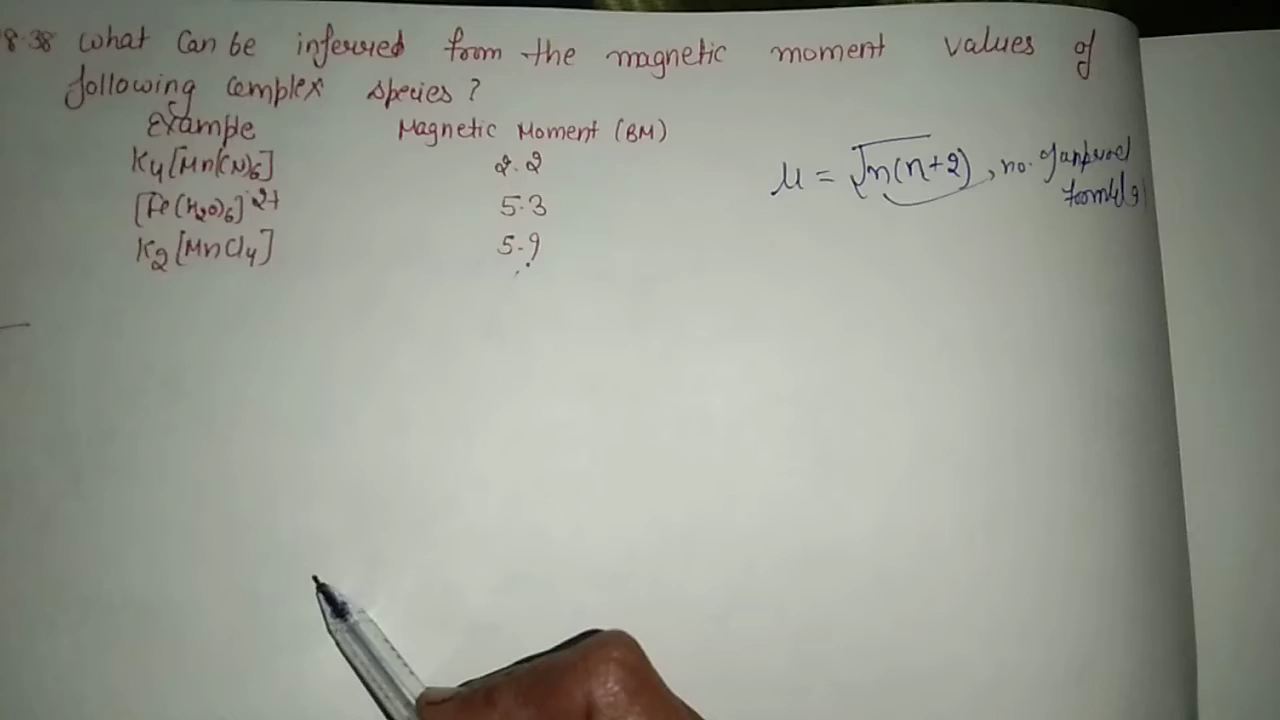 8.38 What Can be inferred from the magnetic moment values of
following complex species ?
Example Magnetic Moment (BM)
K4[Mn(CN)6] 2.2
[Fe(H2O)6]2+ 5.3
K2[MnCl4] 5.9
μ = √n(n+2), no. of unpaired